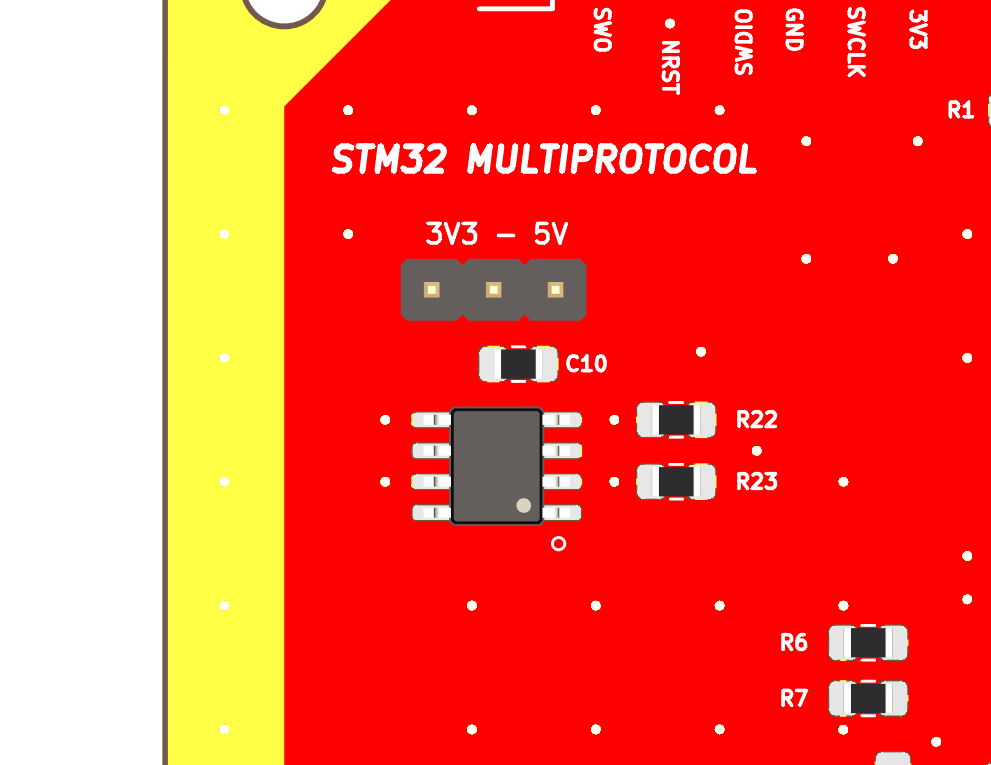 SWO
NRST
SWDIO
GND
SWCLK
3V3
R1
STM32 MULTIPROTOCOL
3V3 - 5V
C10
R22
R23
R6
R7